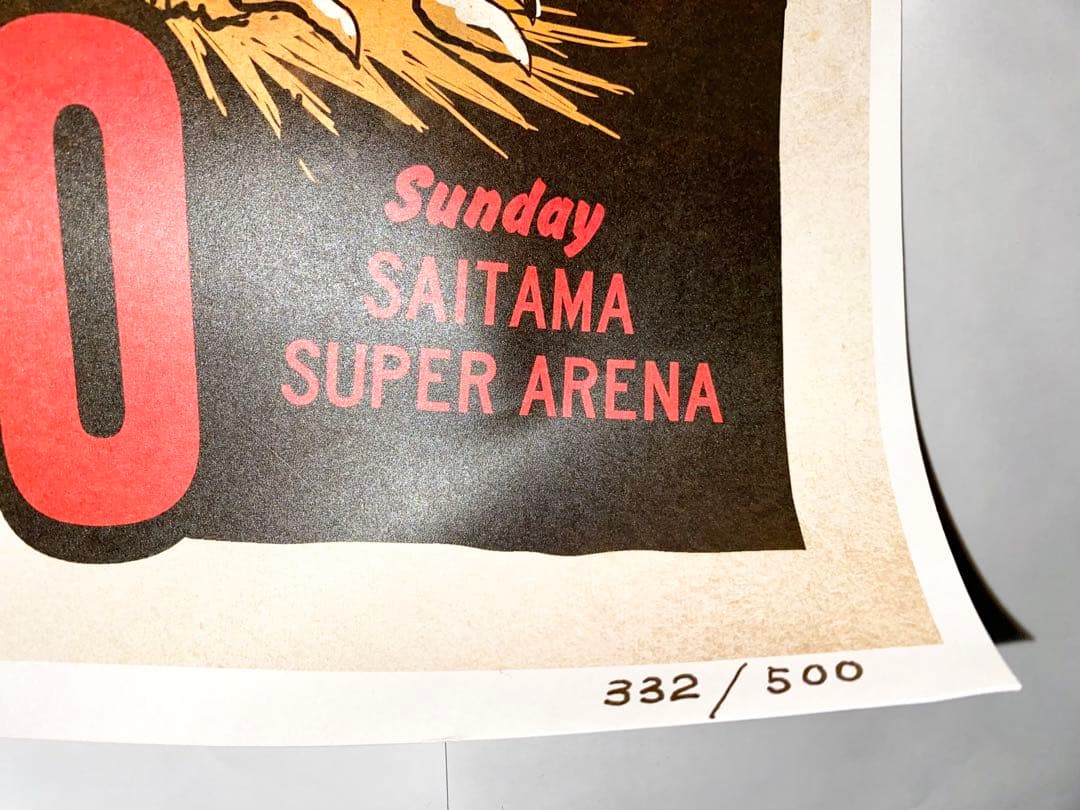 O
Sunday
SAITAMA
SUPER ARENA
332 / 500